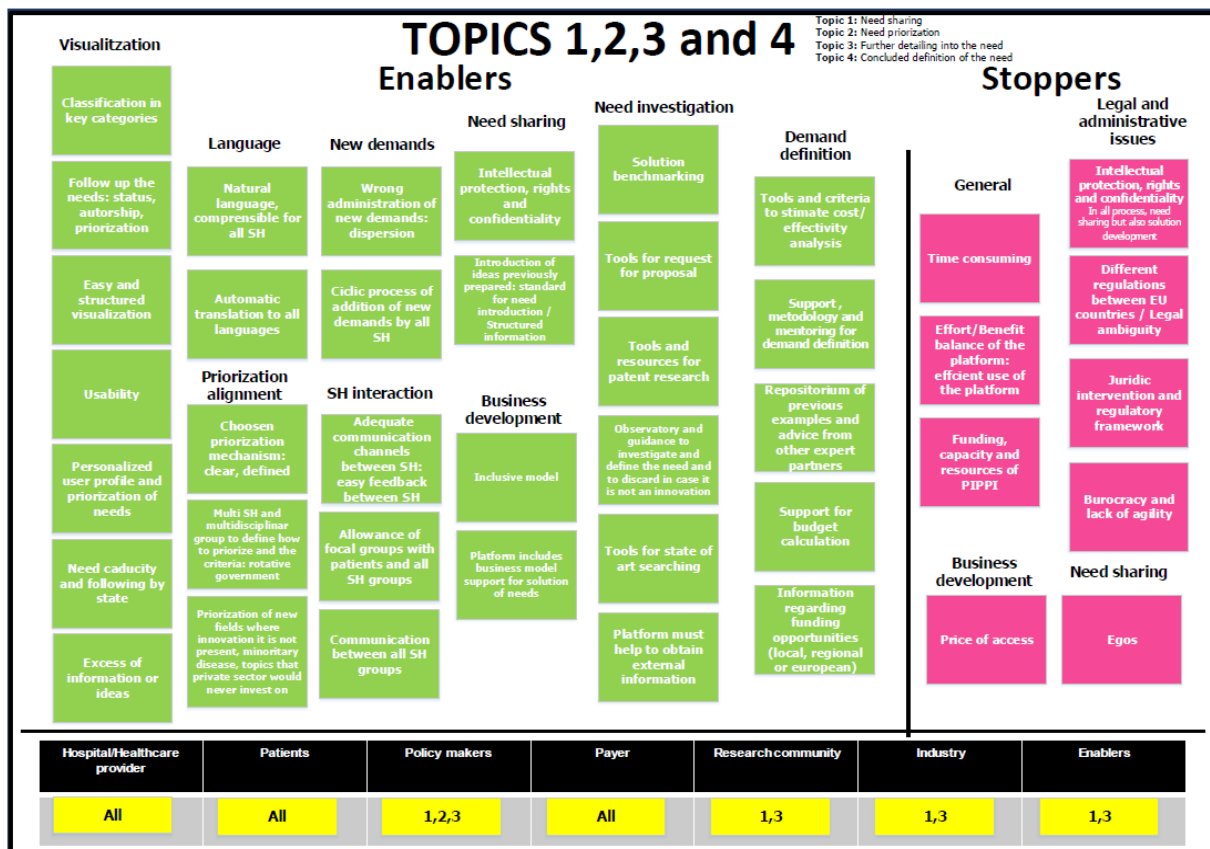 TOPICS 1,2,3 and 4
Topic 1: Need sharing
Topic 2: Need priorization
Topic 3: Further detailing into the need
Topic 4: Concluded definition of the need
Enablers
Stoppers
Visualitzation
Classification in
key categories
Follow up the
needs: status,
autorship,
priorization
Easy and
structured
visualization
Usability
Personalized
user profile and
priorization of
needs
Need caducity
and following by
state
Excess of
information or
ideas
Language
Natural
language,
comprensible for
all SH
Automatic
translation to all
languages
Priorization
alignment
Choosen
priorization
mechanism:
clear, defined
Multi SH and
multidisciplinar
group to define how
to priorize and the
criteria: rotative
government
Priorization of new
fields where
innovation it is not
present, minoritary
disease, topics that
private sector would
never invest on
New demands
Wrong
administration of
new demands:
dispersion
Ciclic process of
addition of new
demands by all
SH
SH interaction
Adequate
communication
channels
between SH:
easy feedback
between SH
Allowance of
focal groups with
patients and all
SH groups
Communication
between all SH
groups
Need sharing
Intellectual
protection, rights
and
confidentiality
Introduction of
ideas previously
prepared: standard
for need
introduction /
Structured
information
Business
development
Inclusive model
Platform includes
business model
support for solution
of needs
Need investigation
Solution
benchmarking
Tools for request
for proposal
Tools and
resources for
patent research
Observatory and
guidance to
investigate and
define the need and
to discard in case it
is not an innovation
Tools for state of
art searching
Platform must
help to obtain
external
information
Demand
definition
Tools and criteria
to stimate cost/
effectivity
analysis
Support ,
metodology and
mentoring for
demand definition
Repositorium of
previous
examples and
advice from
other expert
partners
Support for
budget
calculation
Information
regarding
funding
opportunities
(local, regional
or european)
General
Time consuming
Effort/Benefit
balance of the
platform:
effcient use of
the platform
Funding,
capacity and
resources of
PIPPI
Business
development
Price of access
Legal and
administrative
issues
Intellectual
protection, rights
and confidentiality
In all process, need
sharing but also solution
development
Different
regulations
between EU
countries / Legal
ambiguity
Juridic
intervention and
regulatory
framework
Burocracy and
lack of agility
Need sharing
Egos
Hospital/Healthcare
provider
Patients
Policy makers
Payer
Research community
Industry
Enablers
All
All
1,2,3
All
1,3
1,3
1,3